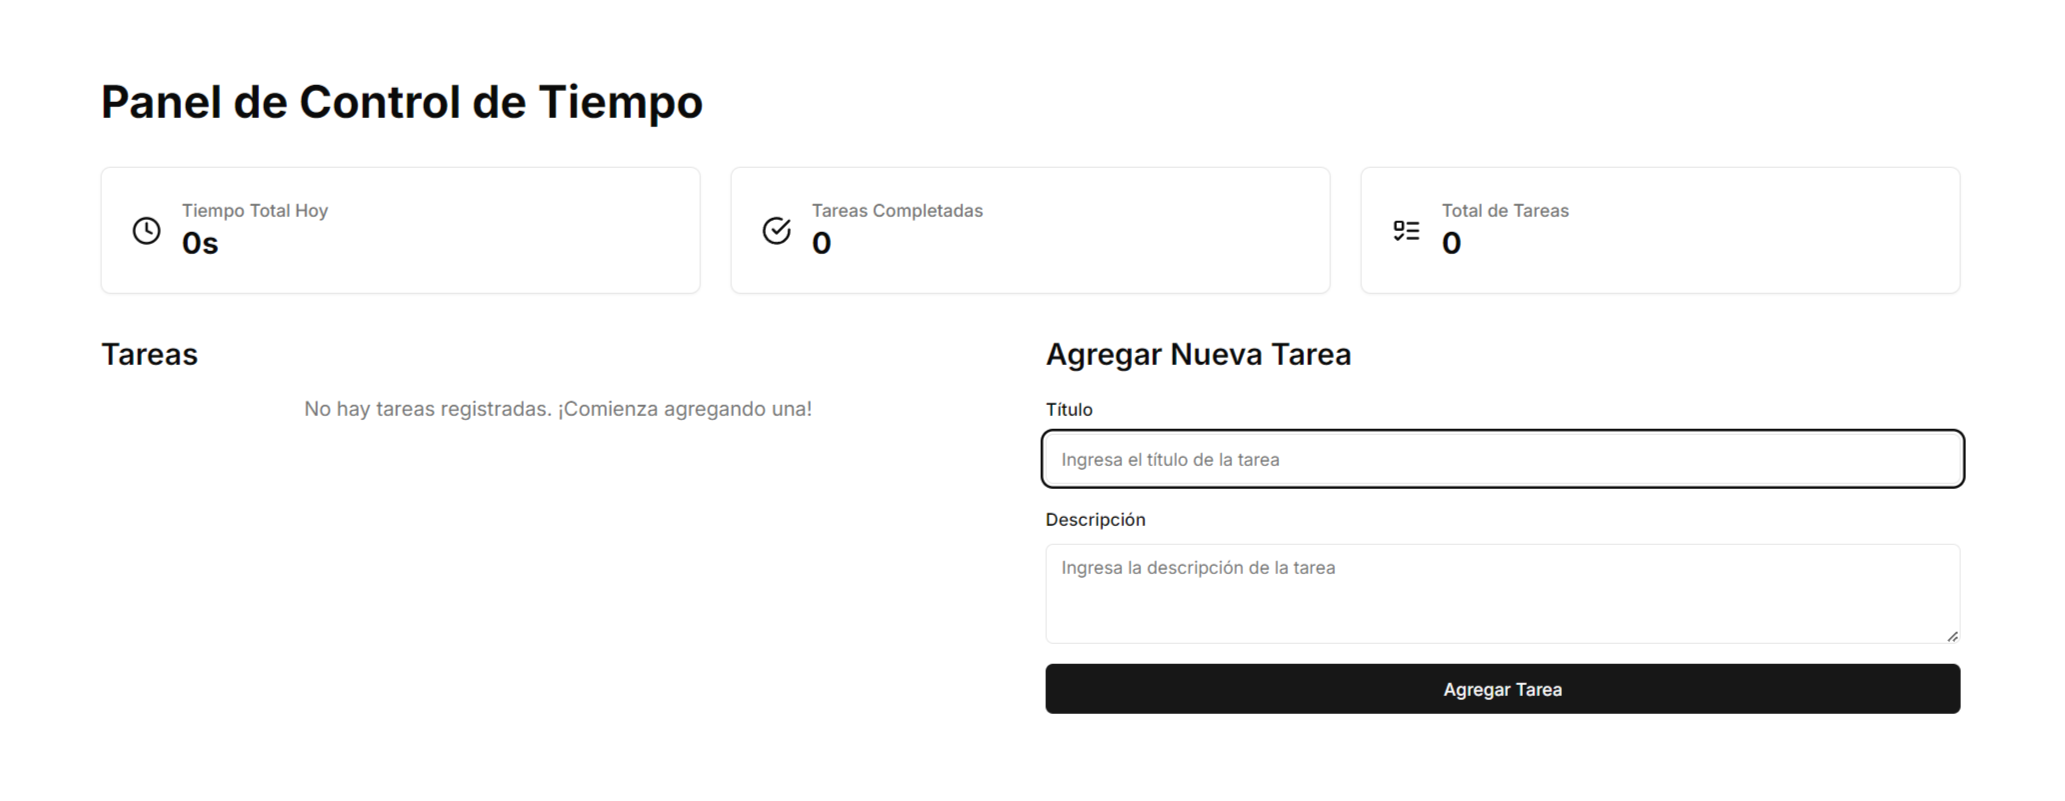 Panel de Control de Tiempo
Tiempo Total Hoy
0s
Tareas Completadas
0
Total de Tareas
0
Tareas
No hay tareas registradas. ¡Comienza agregando una!
Agregar Nueva Tarea
Título
Ingresa el título de la tarea
Descripción
Ingresa la descripción de la tarea
Agregar Tarea